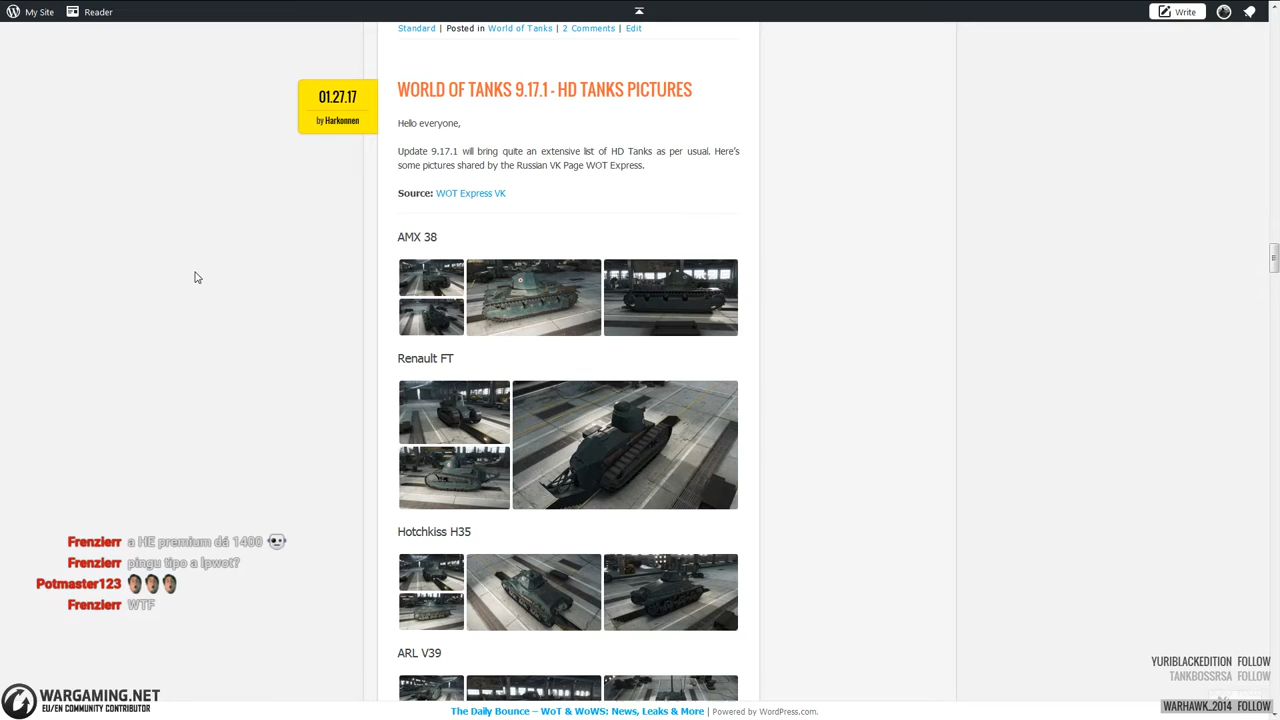 My Site
Reader
Write
Standard | Posted in World of Tanks | 2 Comments | Edit
01.27.17
by Harkonnen
WORLD OF TANKS 9.17.1 - HD TANKS PICTURES
Hello everyone,
Update 9.17.1 will bring quite an extensive list of HD Tanks as per usual. Here's
some pictures shared by the Russian VK Page WOT Express.
Source: WOT Express VK
AMX 38
Renault FT
Hotchkiss H35
ARL V39
Frenzierr a HE premium dá 1400
Frenzierr pingu tipo a lpwot?
Potmaster123
Frenzierr WTF
YURIBLACKEDITION FOLLOW
TANKBOSSRSA FOLLOW
WARHAWK_2014 FOLLOW
WARGAMING.NET
EU/EN COMMUNITY CONTRIBUTOR
The Daily Bounce – WoT & WoWS: News, Leaks & More | Powered by WordPress.com.